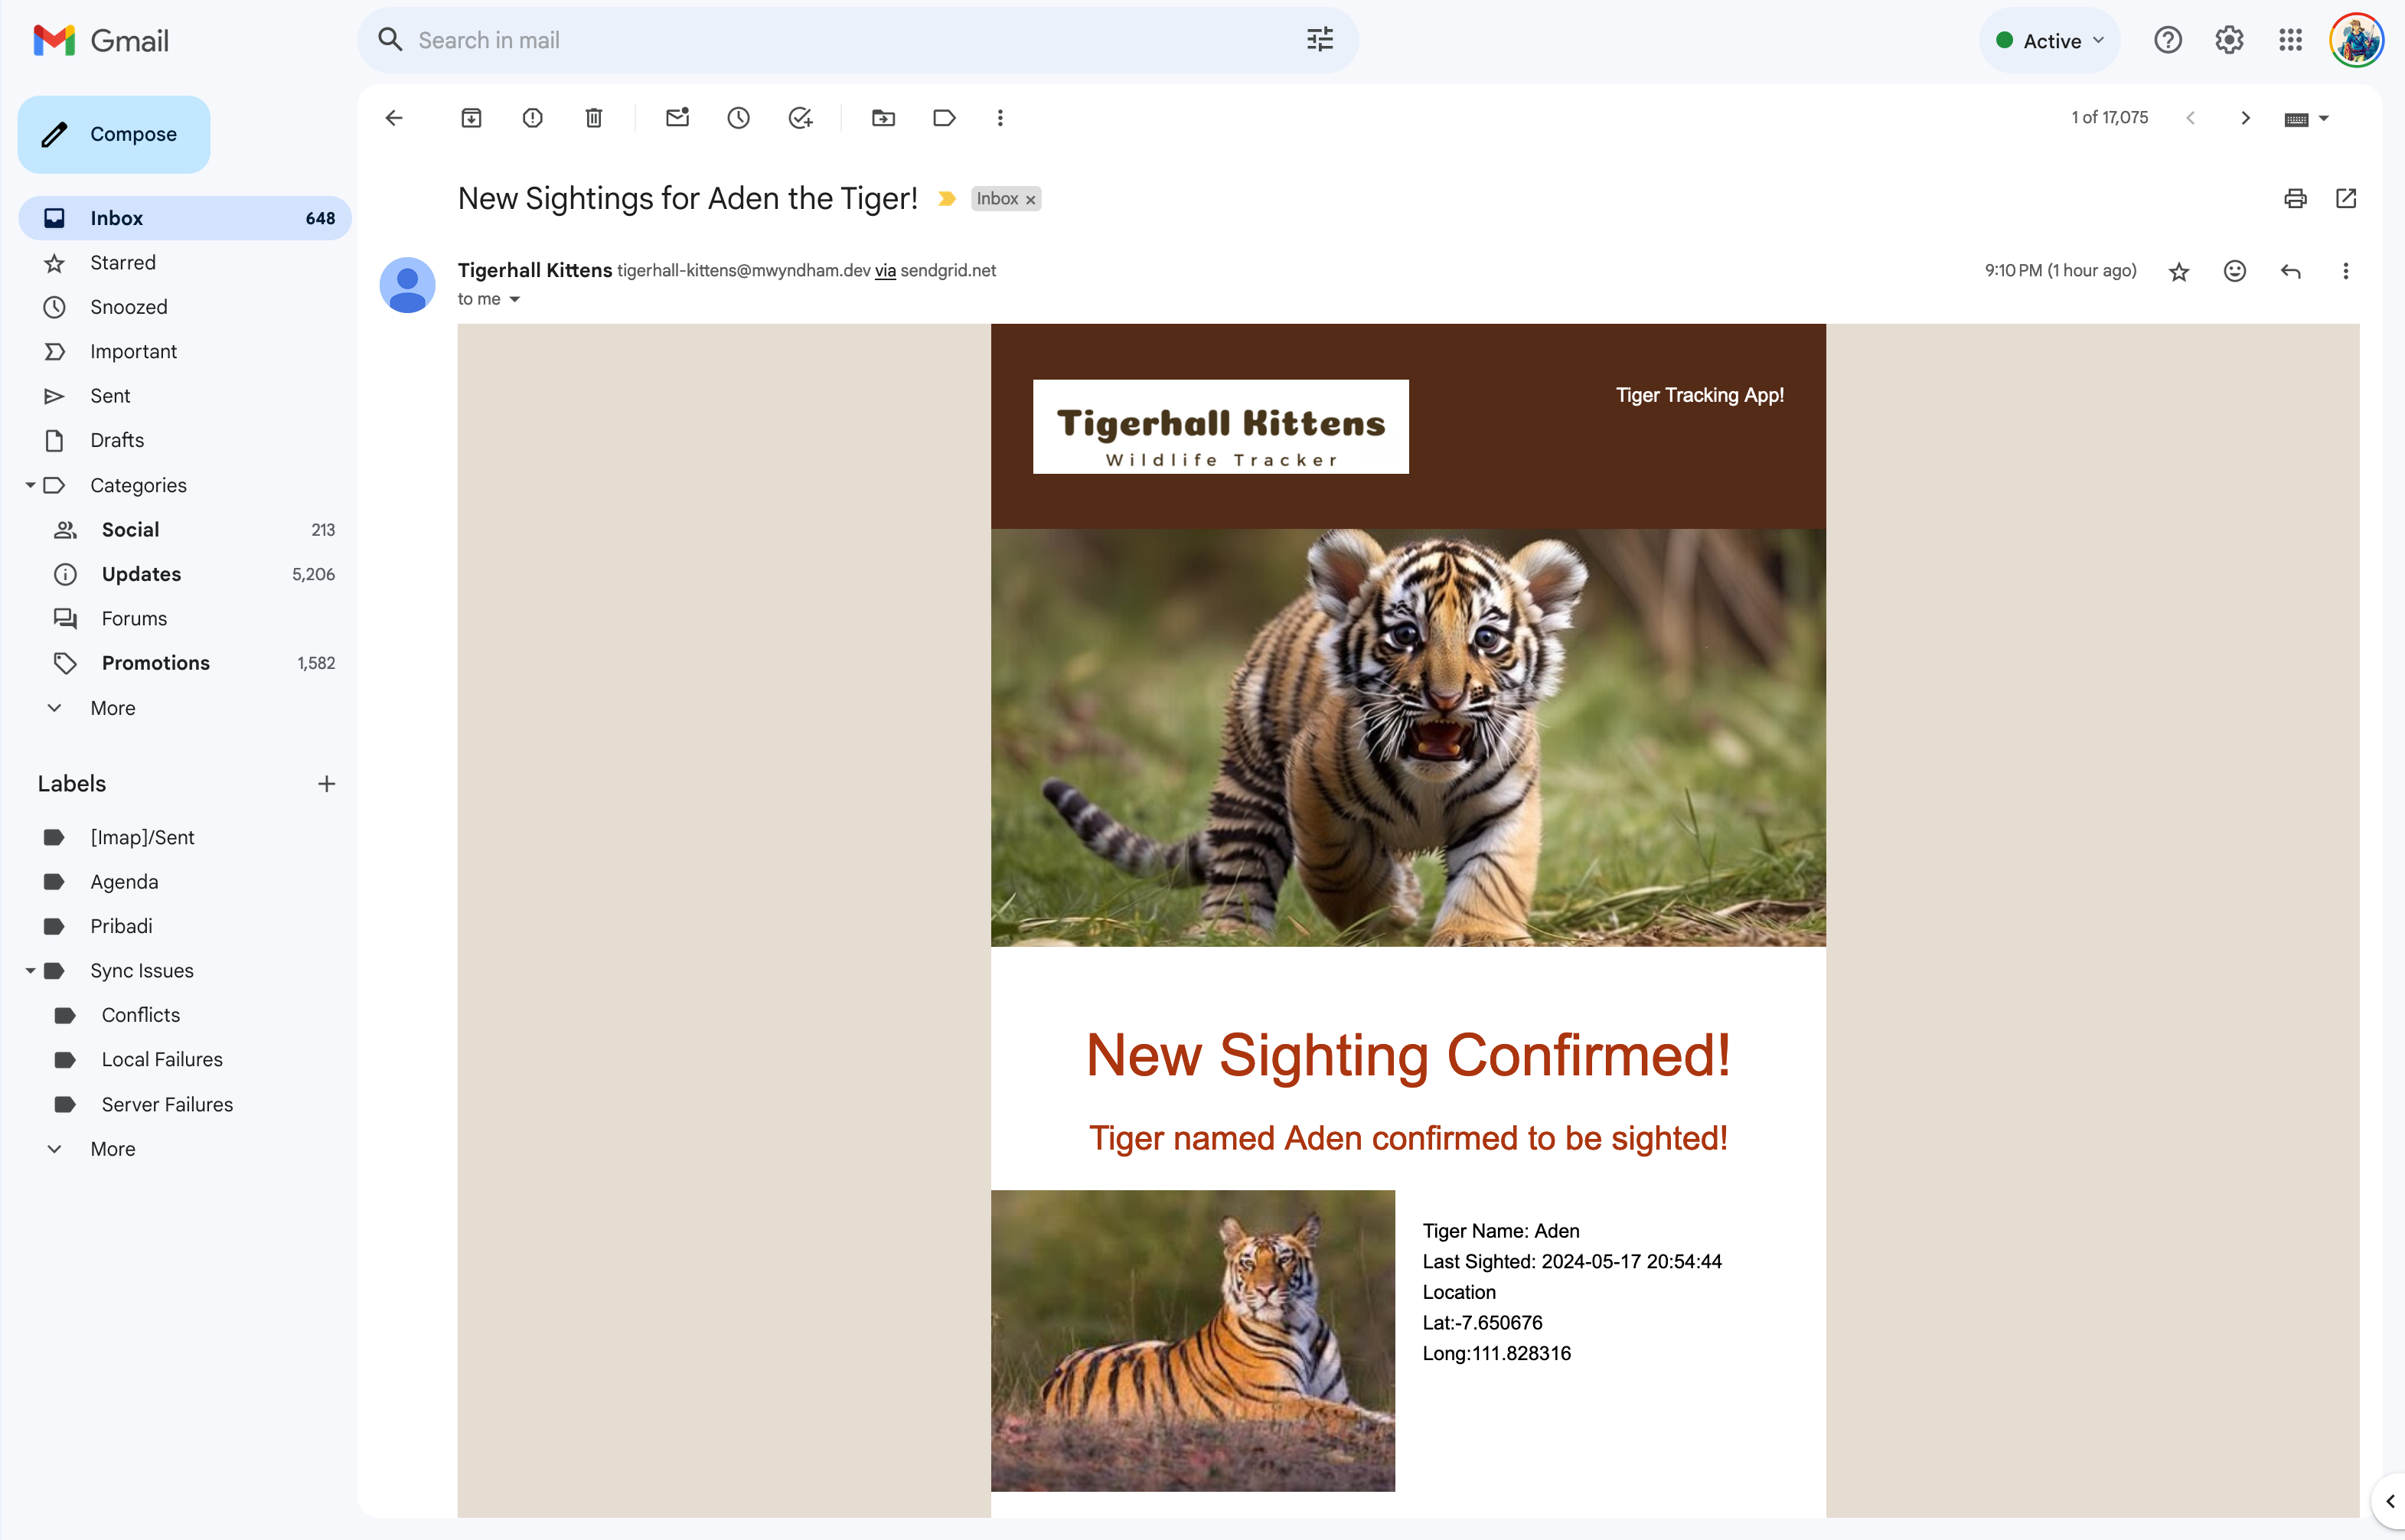 Gmail
Search in mail
Active
Compose
1 of 17,075
Inbox 648
Starred
Snoozed
Important
Sent
Drafts
Categories
Social 213
Updates 5,206
Forums
Promotions 1,582
More
Labels
[Imap]/Sent
Agenda
Pribadi
Sync Issues
Conflicts
Local Failures
Server Failures
More
New Sightings for Aden the Tiger! Inbox x
Tigerhall Kittens tigerhall-kittens@mwyndham.dev via sendgrid.net
9:10 PM (1 hour ago)
to me
Tigerhall Kittens
Wildlife Tracker
Tiger Tracking App!
New Sighting Confirmed!
Tiger named Aden confirmed to be sighted!
Tiger Name: Aden
Last Sighted: 2024-05-17 20:54:44
Location
Lat:-7.650676
Long:111.828316